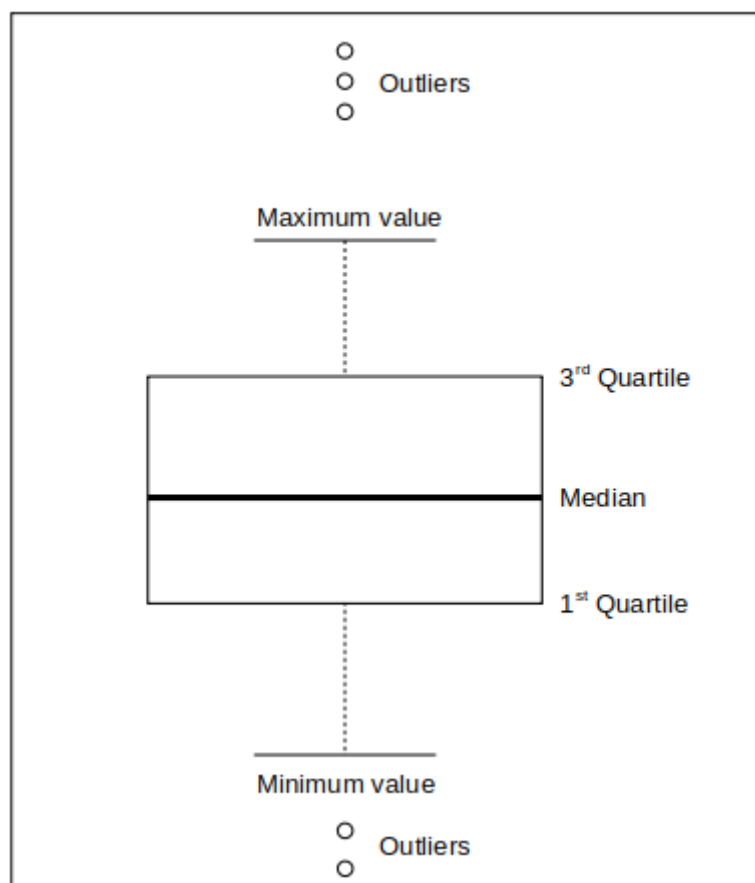 Outliers
Maximum value
3rd Quartile
Median
1st Quartile
Minimum value
Outliers